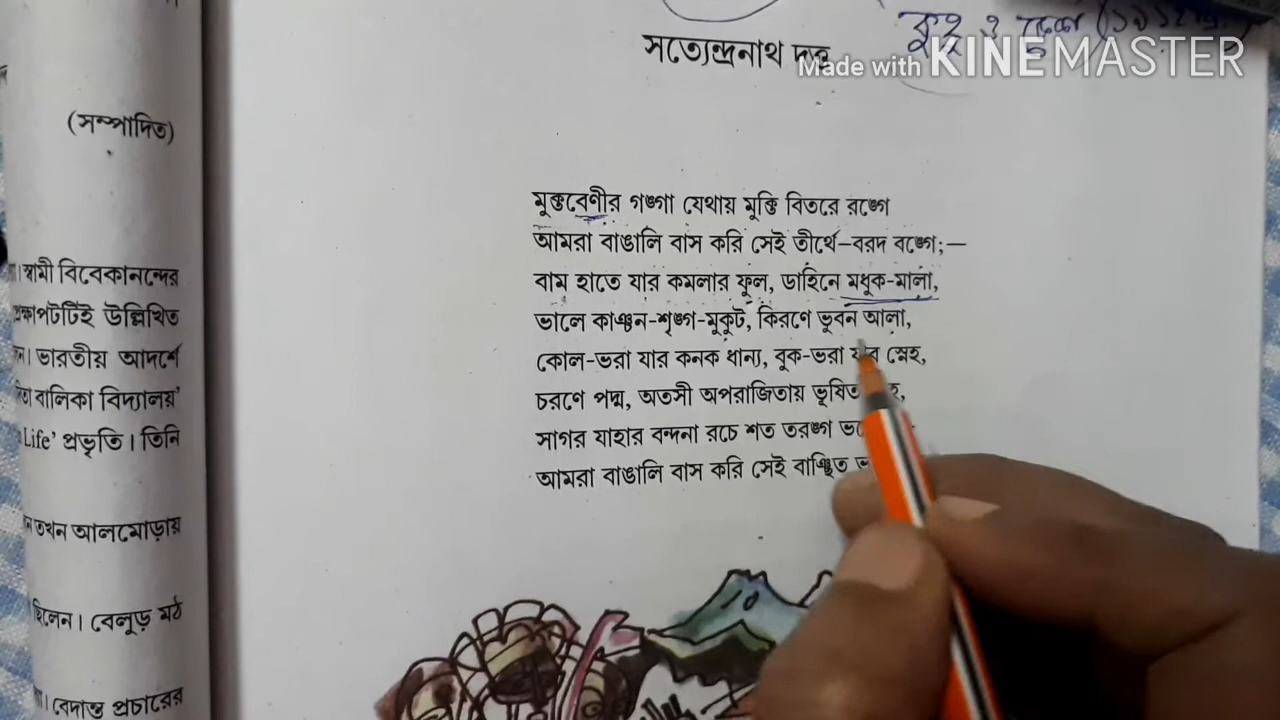 সত্যেন্দ্রনাথ দত্ত
কুহু ও কেকা
Made with KINEMASTER
(সম্পাদিত)
স্বামী বিবেকানন্দের
উল্লিখিত
ভারতীয় আদর্শে
বালিকা বিদ্যালয়'
Life' প্রভৃতি। তিনি
তখন আলমোড়ায়
ছিলেন। বেলুড় মঠ
বেদান্ত প্রচারের
মুক্তবেণীর গঙ্গা যেথায় মুক্তি বিতরে রঙ্গে
আমরা বাঙালি বাস করি সেই তীর্থে–বরদ বঙ্গে;—
বাম হাতে যার কমলার ফুল, ডাহিনে মধুক-মালা,
ভালে কাঞ্চন-শৃঙ্গ-মুকুট, কিরণে ভুবন আলা,
কোল-ভরা যার কনক ধান্য, বুক-ভরা যার স্নেহ,
চরণে পদ্ম, অতসী অপরাজিতায় ভূষিত
সাগর যাহার বন্দনা রচে শত তরঙ্গ
আমরা বাঙালি বাস করি সেই বাঞ্ছিত